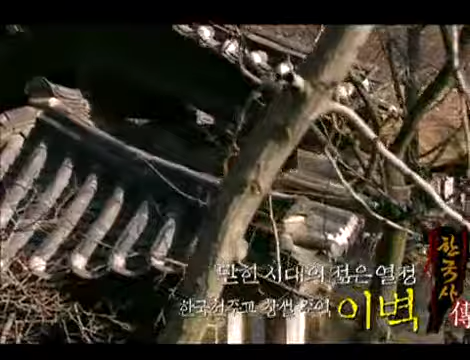 닫힌 시대의 젊은 열정
한국천주교 창설 주역 이벽
한국사 傳